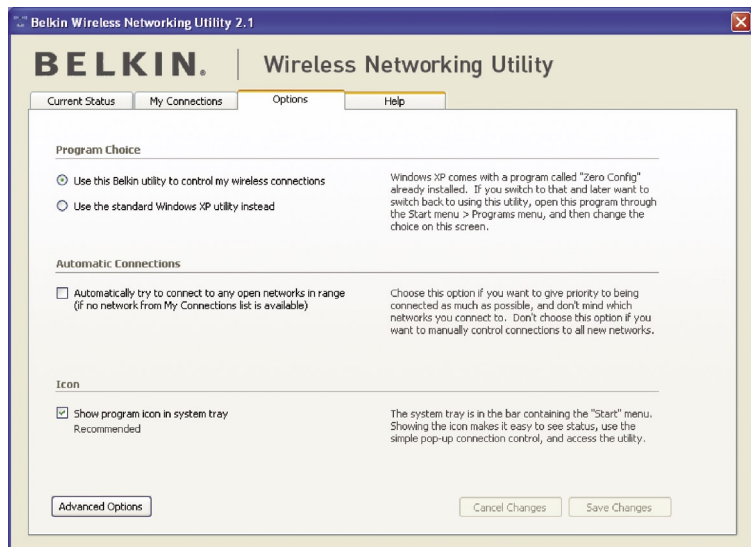 Belkin Wireless Networking Utility 2.1
BELKIN. Wireless Networking Utility
Current Status My Connections Options Help
Program Choice
Use this Belkin utility to control my wireless connections
Use the standard Windows XP utility instead
Windows XP comes with a program called "Zero Config"
already installed. If you switch to that and later want to
switch back to using this utility, open this program through
the Start menu > Programs menu, and then change the
choice on this screen.
Automatic Connections
Automatically try to connect to any open networks in range
(if no network from My Connections list is available)
Choose this option if you want to give priority to being
connected as much as possible, and don't mind which
networks you connect to. Don't choose this option if you
want to manually control connections to all new networks.
Icon
Show program icon in system tray
Recommended
The system tray is in the bar containing the "Start" menu.
Showing the icon makes it easy to see status, use the
simple pop-up connection control, and access the utility.
Advanced Options Cancel Changes Save Changes